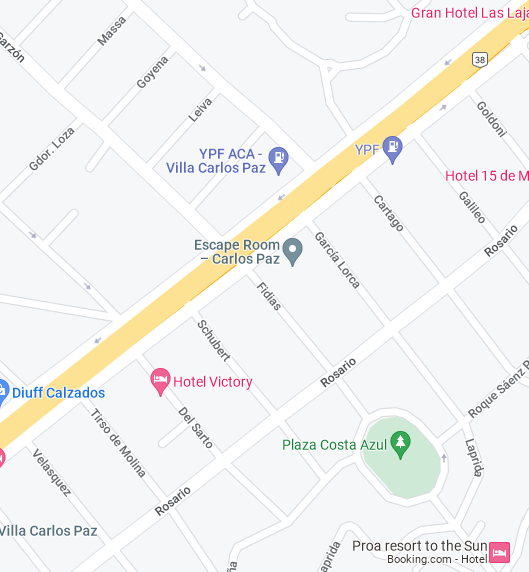 Gran Hotel Las Laja
Garzón
Massa
38
Goyena
Goldoni
Leiva
Gdor. Loza
YPF ACA -
Villa Carlos Paz
YPF
Hotel 15 de M
Cartago
Galileo
Rosario
Escape Room
– Carlos Paz
García Lorca
Fidias
Schubert
Rosario
Roque Sáenz P
Hotel Victory
Diuff Calzados
Del Sarto
Tirso de Molina
Plaza Costa Azul
Laprida
Velasquez
Rosario
Villa Carlos Paz
Proa resort to the Sun
Booking.com - Hotel
Laprida
ña